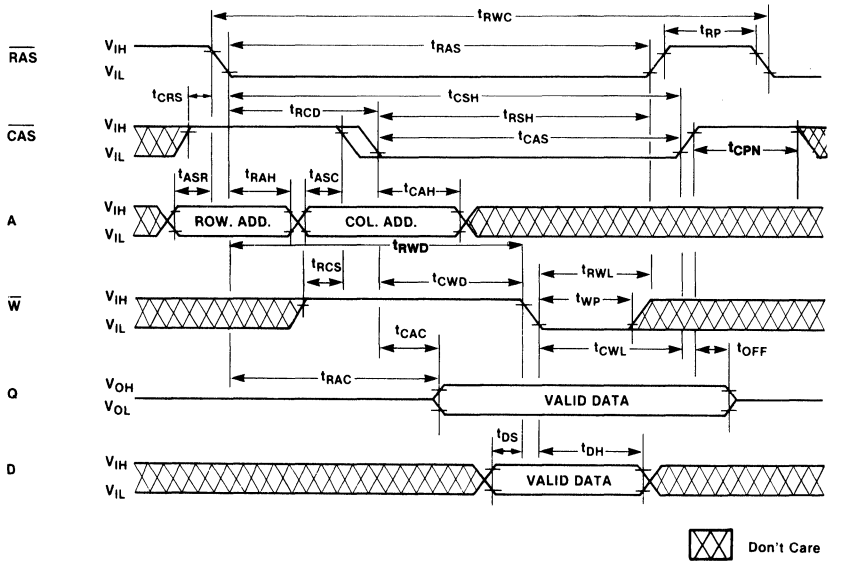 tRWC
RAS
VIH
VIL
tRAS
tRP
tCRS
tCSH
tRCD
tRSH
CAS
VIH
VIL
tCAS
tCPN
tASR
tRAH
tASC
tCAH
A
VIH
VIL
ROW. ADD.
COL. ADD.
tRWD
tRCS
tCWD
tRWL
W
VIH
VIL
tWP
tCAC
tCWL
tOFF
tRAC
Q
VOH
VOL
VALID DATA
tDS
tDH
D
VIH
VIL
VALID DATA
Don't Care